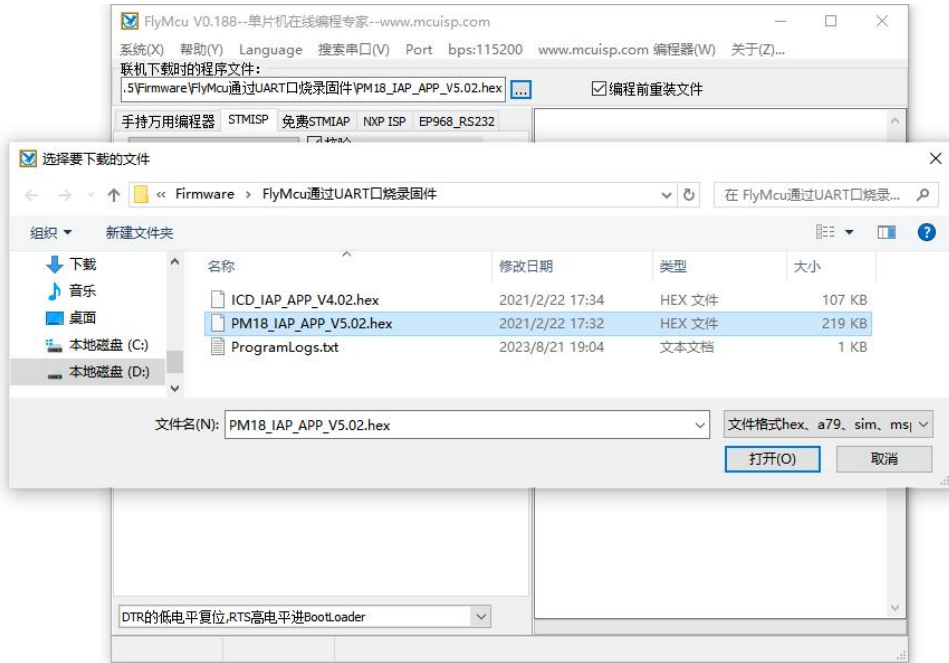 FlyMcu V0.188--单片机在线编程专家--www.mcuisp.com
系统(X) 帮助(Y) Language 搜索串口(V) Port bps:115200 www.mcuisp.com 编程器(W) 关于(Z)...
联机下载时的程序文件:
.5\Firmware\FlyMcu通过UART口烧录固件\PM18_IAP_APP_V5.02.hex ... 编程前重装文件
手持万用编程器 STMISP 免费STMIAP NXP ISP EP968_RS232
选择要下载的文件
« Firmware › FlyMcu通过UART口烧录固件 在 FlyMcu通过UART口烧录...
组织 新建文件夹
下载 名称 修改日期 类型 大小
音乐 ICD_IAP_APP_V4.02.hex 2021/2/22 17:34 HEX 文件 107 KB
桌面 PM18_IAP_APP_V5.02.hex 2021/2/22 17:32 HEX 文件 219 KB
本地磁盘 (C:) ProgramLogs.txt 2023/8/21 19:04 文本文档 1 KB
本地磁盘 (D:)
文件名(N): PM18_IAP_APP_V5.02.hex 文件格式hex、a79、sim、msp
打开(O) 取消
DTR的低电平复位,RTS高电平进BootLoader